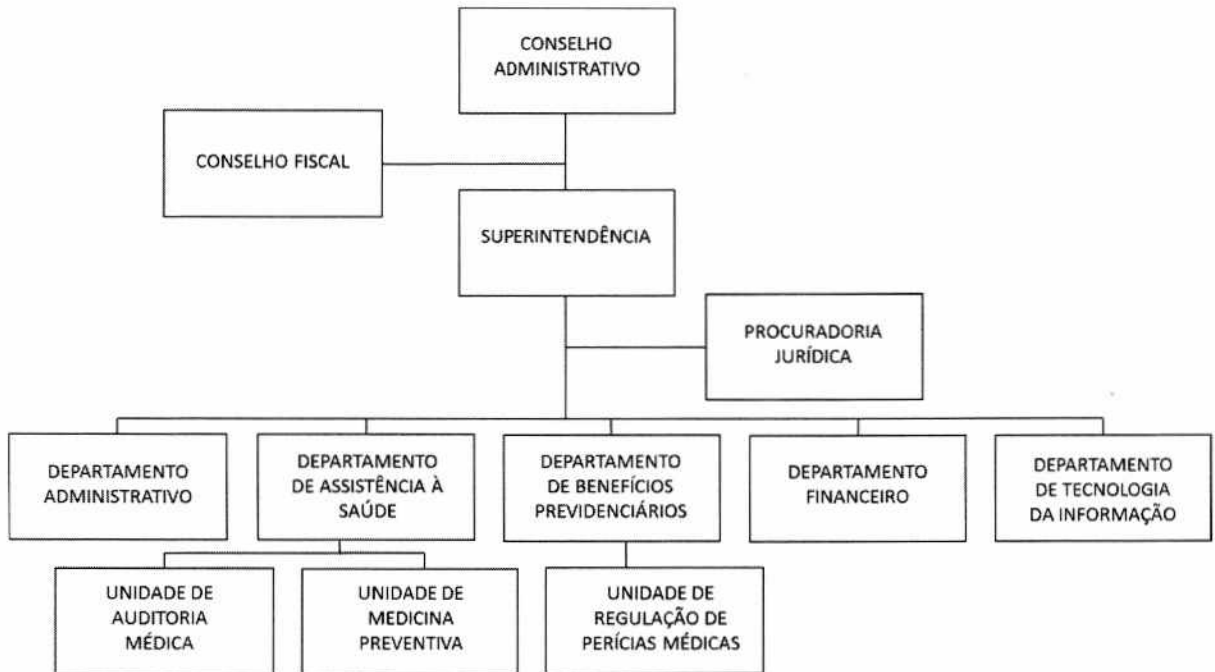 CONSELHO
ADMINISTRATIVO
CONSELHO FISCAL
SUPERINTENDÊNCIA
PROCURADORIA
JURÍDICA
DEPARTAMENTO
ADMINISTRATIVO
DEPARTAMENTO
DE ASSISTÊNCIA À
SAÚDE
DEPARTAMENTO
DE BENEFÍCIOS
PREVIDENCIÁRIOS
DEPARTAMENTO
FINANCEIRO
DEPARTAMENTO
DE TECNOLOGIA
DA INFORMAÇÃO
UNIDADE DE
AUDITORIA
MÉDICA
UNIDADE DE
MEDICINA
PREVENTIVA
UNIDADE DE
REGULAÇÃO DE
PERÍCIAS MÉDICAS